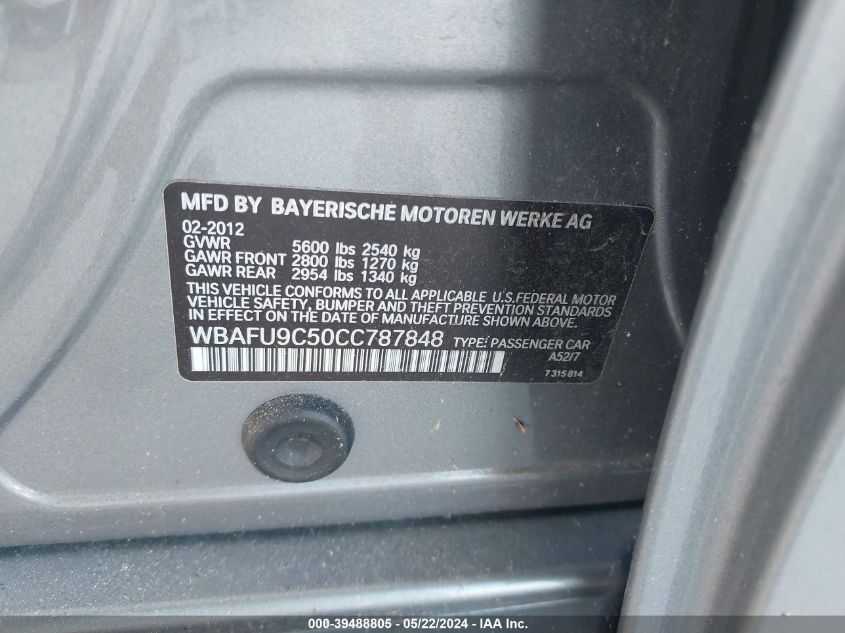 MFD BY BAYERISCHE MOTOREN WERKE AG
02-2012
GVWR 5600 lbs 2540 kg
GAWR FRONT 2800 lbs 1270 kg
GAWR REAR 2954 lbs 1340 kg
THIS VEHICLE CONFORMS TO ALL APPLICABLE U.S.FEDERAL MOTOR
VEHICLE SAFETY, BUMPER AND THEFT PREVENTION STANDARDS
IN EFFECT ON THE DATE OF MANUFACTURE SHOWN ABOVE.
WBAFU9C50CC787848 TYPE: PASSENGER CAR
A52/7
7315814
000-39488805 - 05/22/2024 - IAA Inc.